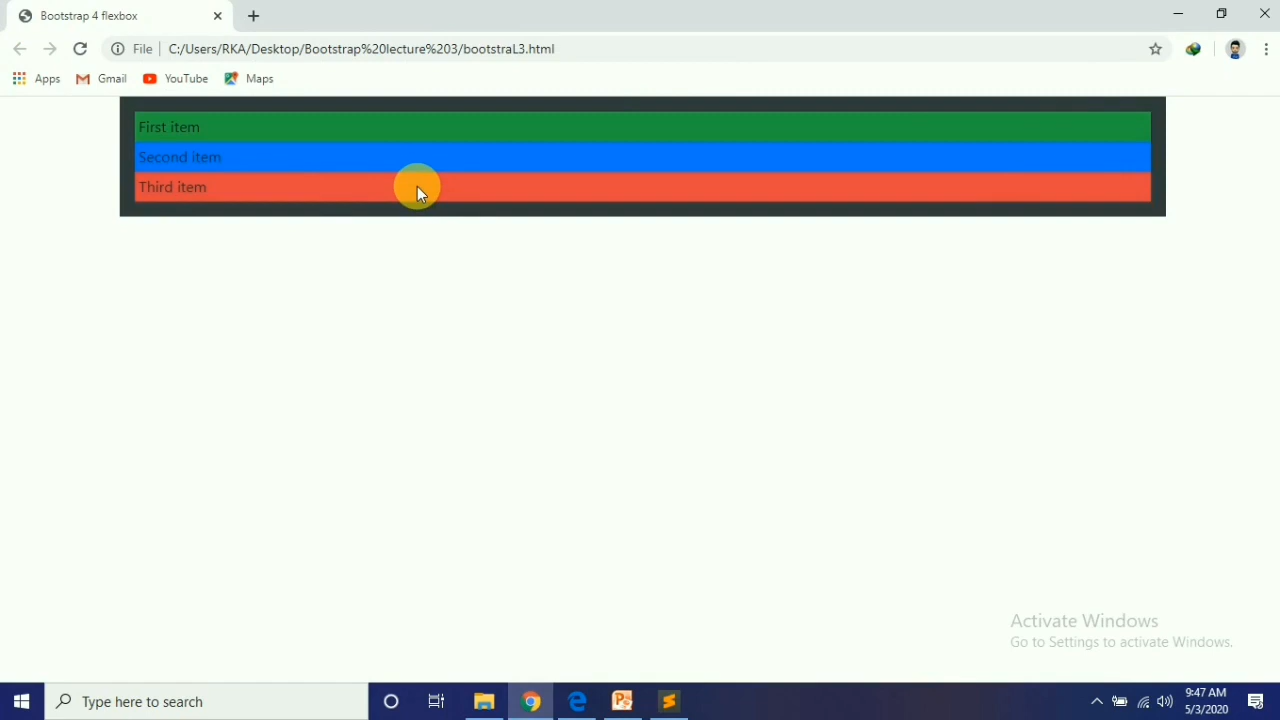 Bootstrap 4 flexbox
File
C:/Users/RKA/Desktop/Bootstrap%20lecture%203/bootstraL3.html
Apps Gmail YouTube Maps
First item
Second item
Third item
Activate Windows
Go to Settings to activate Windows.
Type here to search
9:47 AM
5/3/2020